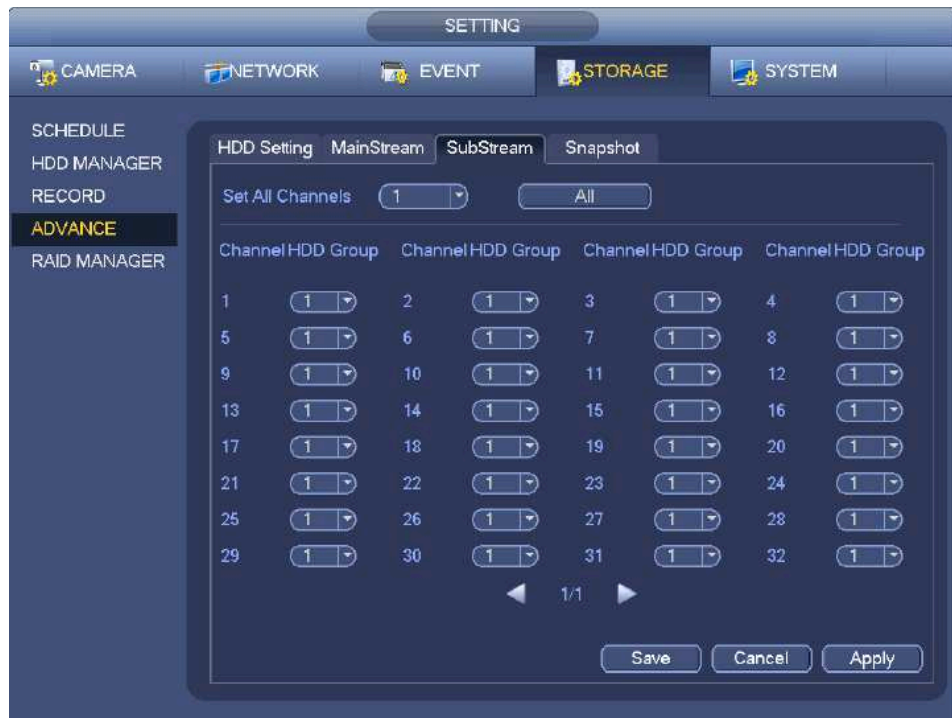 SETTING
CAMERA NETWORK EVENT STORAGE SYSTEM
SCHEDULE
HDD MANAGER
RECORD
ADVANCE
RAID MANAGER
HDD Setting MainStream SubStream Snapshot
Set All Channels 1 All
Channel HDD Group Channel HDD Group Channel HDD Group Channel HDD Group
1 1 2 1 3 1 4 1
5 1 6 1 7 1 8 1
9 1 10 1 11 1 12 1
13 1 14 1 15 1 16 1
17 1 18 1 19 1 20 1
21 1 22 1 23 1 24 1
25 1 26 1 27 1 28 1
29 1 30 1 31 1 32 1
1/1
Save Cancel Apply